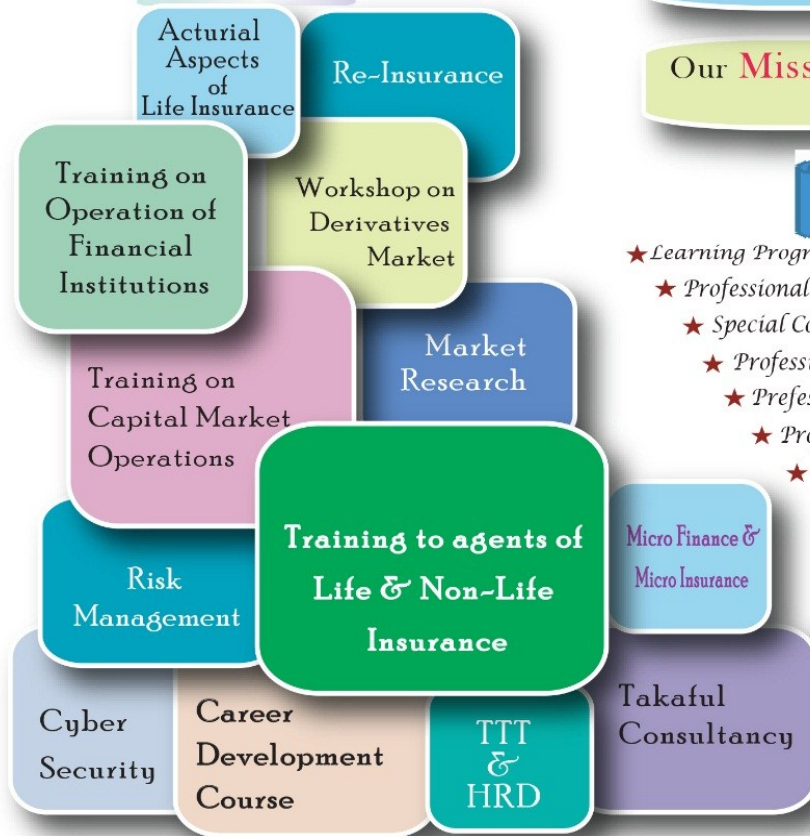 Acturial
Aspects
of
Life Insurance
Re-Insurance
Training on
Operation of
Financial
Institutions
Workshop on
Derivatives
Market
Training on
Capital Market
Operations
Market
Research
Training to agents of
Life & Non-Life
Insurance
Micro Finance &
Micro Insurance
Risk
Management
Cyber
Security
Career
Development
Course
TTT
&
HRD
Takaful
Consultancy
Our Miss
★Learning Progr
★ Professional
★ Special Co
★ Profess
★ Prefes
★ Pro
★